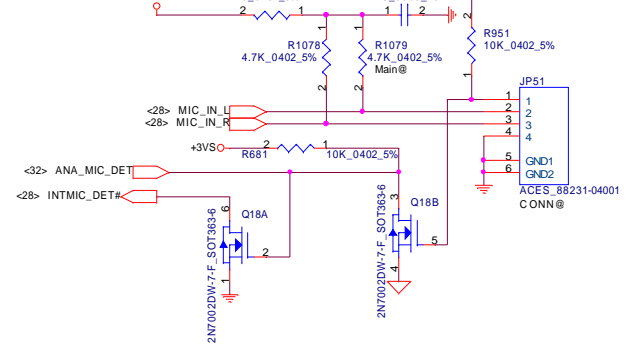 1
2
1
2
2
R951
10K_0402_5%
1
1
1
R1078
4.7K_0402_5%
R1079
4.7K_0402_5%
Main@
2
2
JP51
<28> MIC_IN_L
<28> MIC_IN_R
1
2
3
4
1
2
3
4
5
6
GND1
GND2
ACES_88231-04001
CONN@
+3VS
2
1
R681
10K_0402_5%
<32> ANA_MIC_DET
<28> INTMIC_DET#
6
Q18A
2
1
2N7002DW-7-F_SOT363-6
3
Q18B
5
4
2N7002DW-7-F_SOT363-6